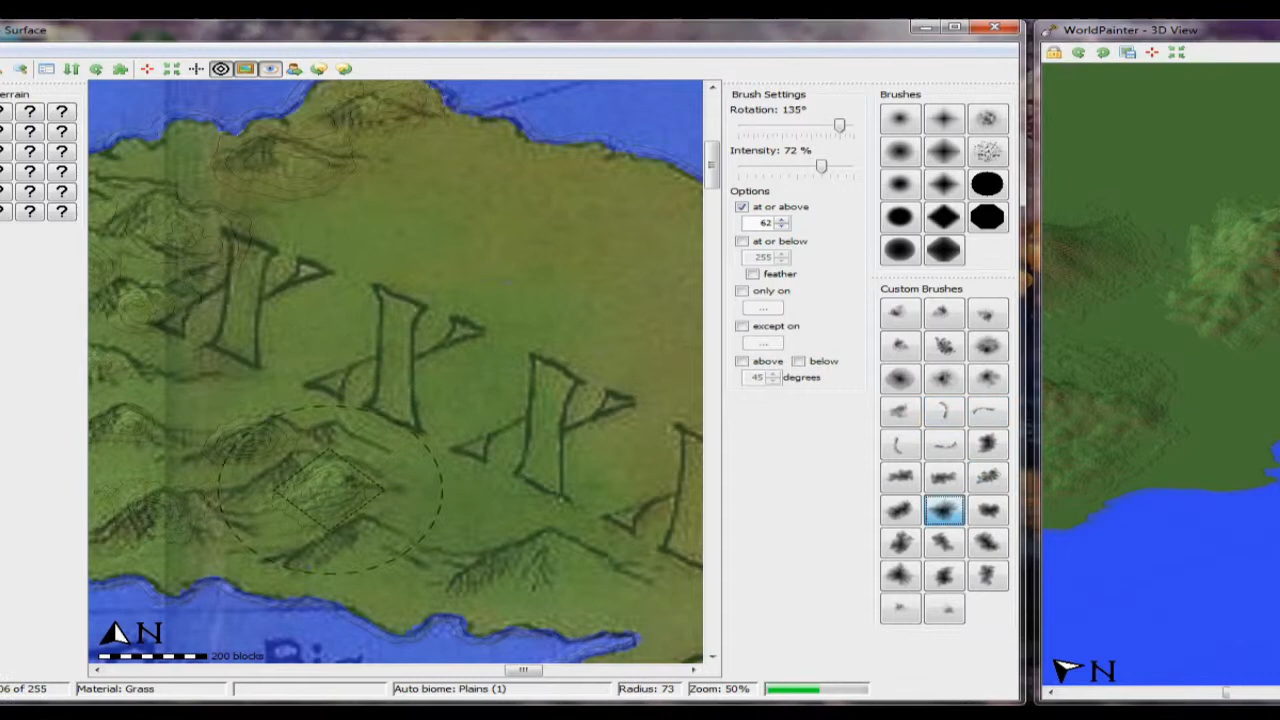 Surface
WorldPainter - 3D View
errain
? ? ?
? ? ?
? ? ?
? ? ?
? ? ?
? ? ?
Brush Settings
Rotation: 135°
Intensity: 72 %
Options
at or above
62
at or below
255
feather
only on
...
except on
...
above below
45 degrees
Brushes
Custom Brushes
N
200 blocks
N
06 of 255
Material: Grass
Auto biome: Plains (1)
Radius: 73
Zoom: 50%